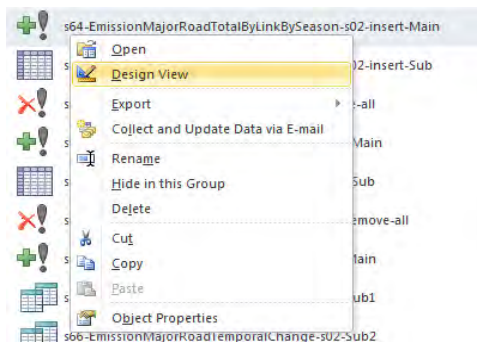 s64-EmissionMajorRoadTotalByLinkBySeason-s02-insert-Main
Open
s 02-insert-Sub
Design View
s -all
Export
Collect and Update Data via E-mail
s Main
Rename
s Sub
Hide in this Group
Delete
s emove-all
Cut
s Main
Copy
Paste
s ub1
Object Properties
s66-EmissionMajorRoadTemporalChange-s02-Sub2